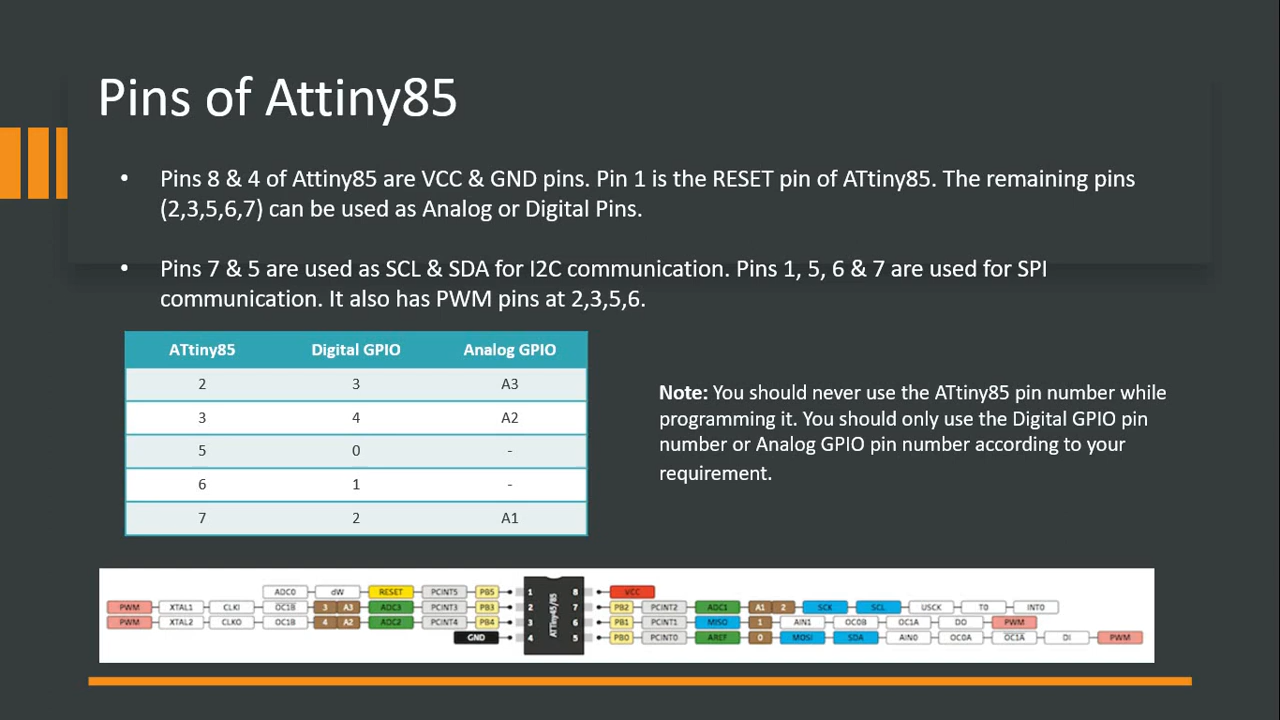 Pins of Attiny85
• Pins 8 & 4 of Attiny85 are VCC & GND pins. Pin 1 is the RESET pin of ATtiny85. The remaining pins
(2,3,5,6,7) can be used as Analog or Digital Pins.
• Pins 7 & 5 are used as SCL & SDA for I2C communication. Pins 1, 5, 6 & 7 are used for SPI
communication. It also has PWM pins at 2,3,5,6.
ATtiny85 Digital GPIO Analog GPIO
2 3 A3
3 4 A2
5 0 -
6 1 -
7 2 A1
Note: You should never use the ATtiny85 pin number while
programming it. You should only use the Digital GPIO pin
number or Analog GPIO pin number according to your
requirement.
ADC0 dW RESET PCINT5 PB5 1 8 VCC
PWM XTAL1 CLKI OC1B 3 A3 ADC3 PCINT3 PB3 2 7 PB2 PCINT2 ADC1 A1 2 SCK SCL USCK T0 INT0
PWM XTAL2 CLKO OC1B 4 A2 ADC2 PCINT4 PB4 3 6 PB1 PCINT1 MISO 1 AIN1 OC0B OC1A DO PWM
GND 4 5 PB0 PCINT0 AREF 0 MOSI SDA AIN0 OC0A OC1A DI PWM
ATTiny45/85